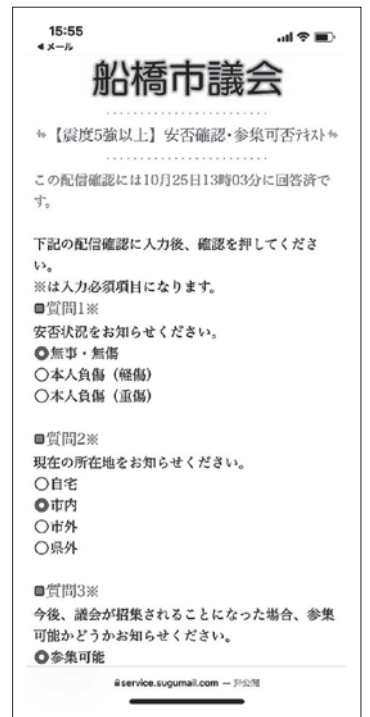 15:55
◀メール
船橋市議会
【震度5強以上】安否確認・参集可否ﾃｷｽﾄ
この配信確認には10月25日13時03分に回答済で
す。
下記の配信確認に入力後、確認を押してくださ
い。
※は入力必須項目になります。
■質問1※
安否状況をお知らせください。
◎無事・無傷
○本人負傷（軽傷）
○本人負傷（重傷）
■質問2※
現在の所在地をお知らせください。
○自宅
◎市内
○市外
○県外
■質問3※
今後、議会が招集されることになった場合、参集
可能かどうかお知らせください。
◎参集可能
service.sugumail.com — 非公開